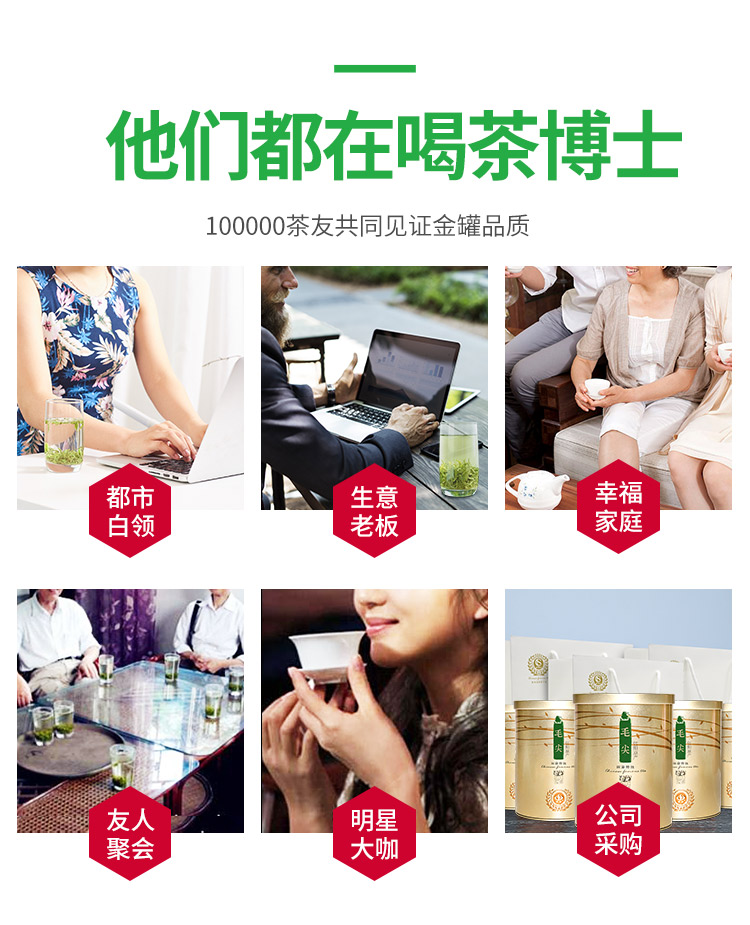 他们都在喝茶博士
100000茶友共同见证金罐品质
都市
白领
生意
老板
幸福
家庭
友人
聚会
明星
大咖
毛尖
毛尖
公司
采购